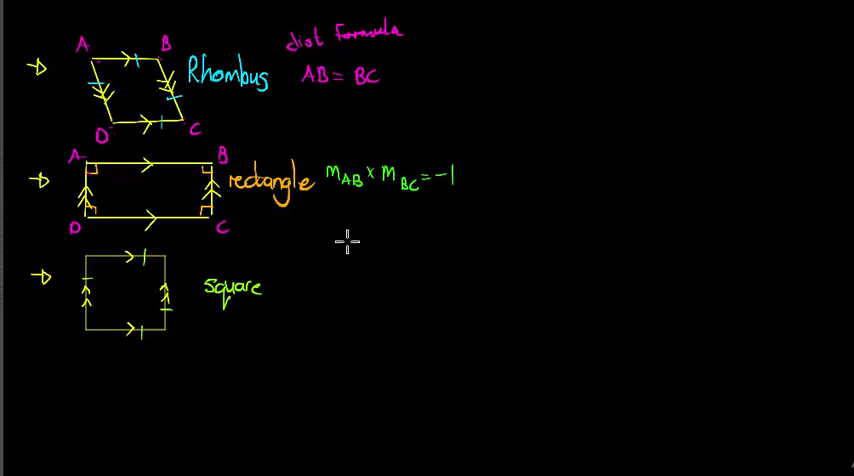 dist Formula
A B
Rhombus AB = BC
D C
A B
rectangle mAB × mBC = -1
D C
square